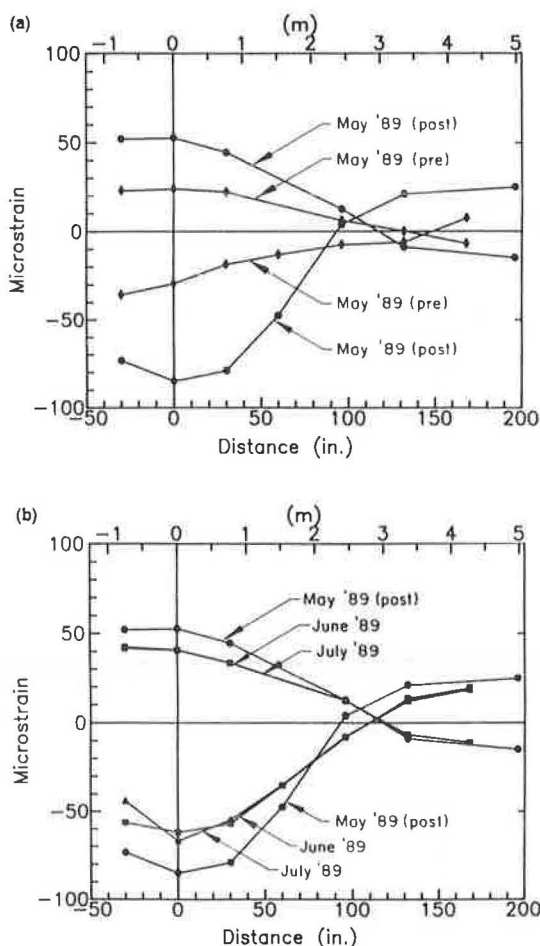 (a)
(m)
−1 0 1 2 3 4 5
100
50
0
−50
−100
Microstrain
May '89 (post)
May '89 (pre)
May '89 (pre)
May '89 (post)
−50 0 50 100 150 200
Distance (in.)
(b)
(m)
−1 0 1 2 3 4 5
100
50
0
−50
−100
Microstrain
May '89 (post)
June '89
July '89
May '89 (post)
June '89
July '89
−50 0 50 100 150 200
Distance (in.)